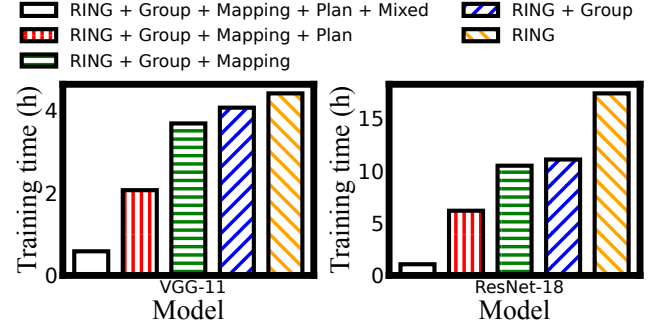 RING + Group + Mapping + Plan + Mixed
RING + Group + Mapping + Plan
RING + Group + Mapping
RING + Group
RING
Training time (h)
4
2
0
VGG-11
Model
Training time (h)
15
10
5
0
ResNet-18
Model